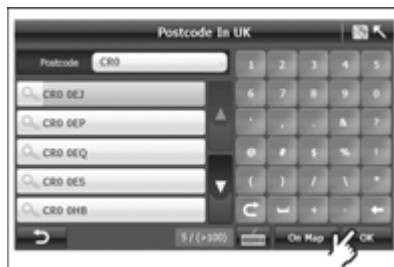 Postcode In UK
Postcode CR0
1 2 3 4 5
CR0 0EJ
6 7 8 9 0
CR0 0EP
' , . & ?
CR0 0EQ
@ # $ % !
CR0 0ES
( ) / \ *
CR0 0HB
+ -
5 / (>100) On Map OK